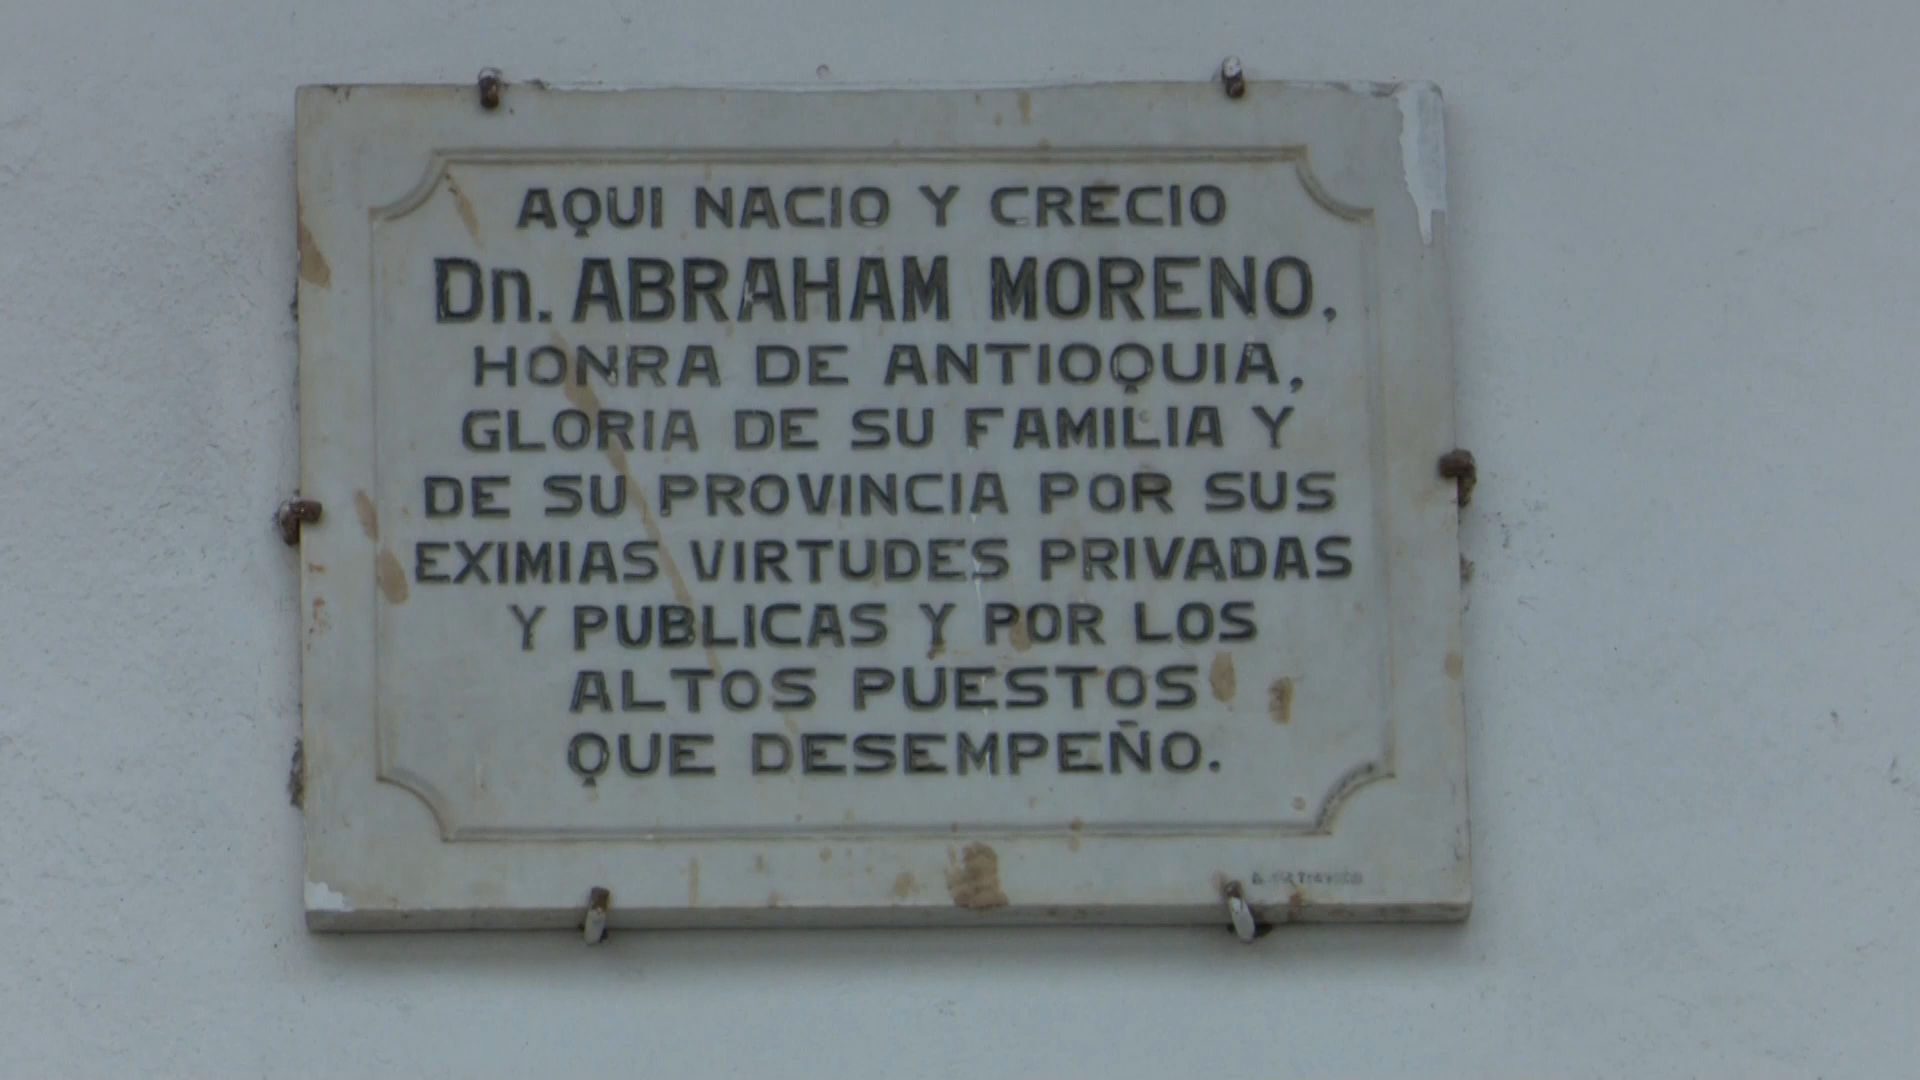 AQUI NACIO Y CRECIO
Dn. ABRAHAM MORENO,
HONRA DE ANTIOQUIA,
GLORIA DE SU FAMILIA Y
DE SU PROVINCIA POR SUS
EXIMIAS VIRTUDES PRIVADAS
Y PUBLICAS Y POR LOS
ALTOS PUESTOS
QUE DESEMPEÑO.